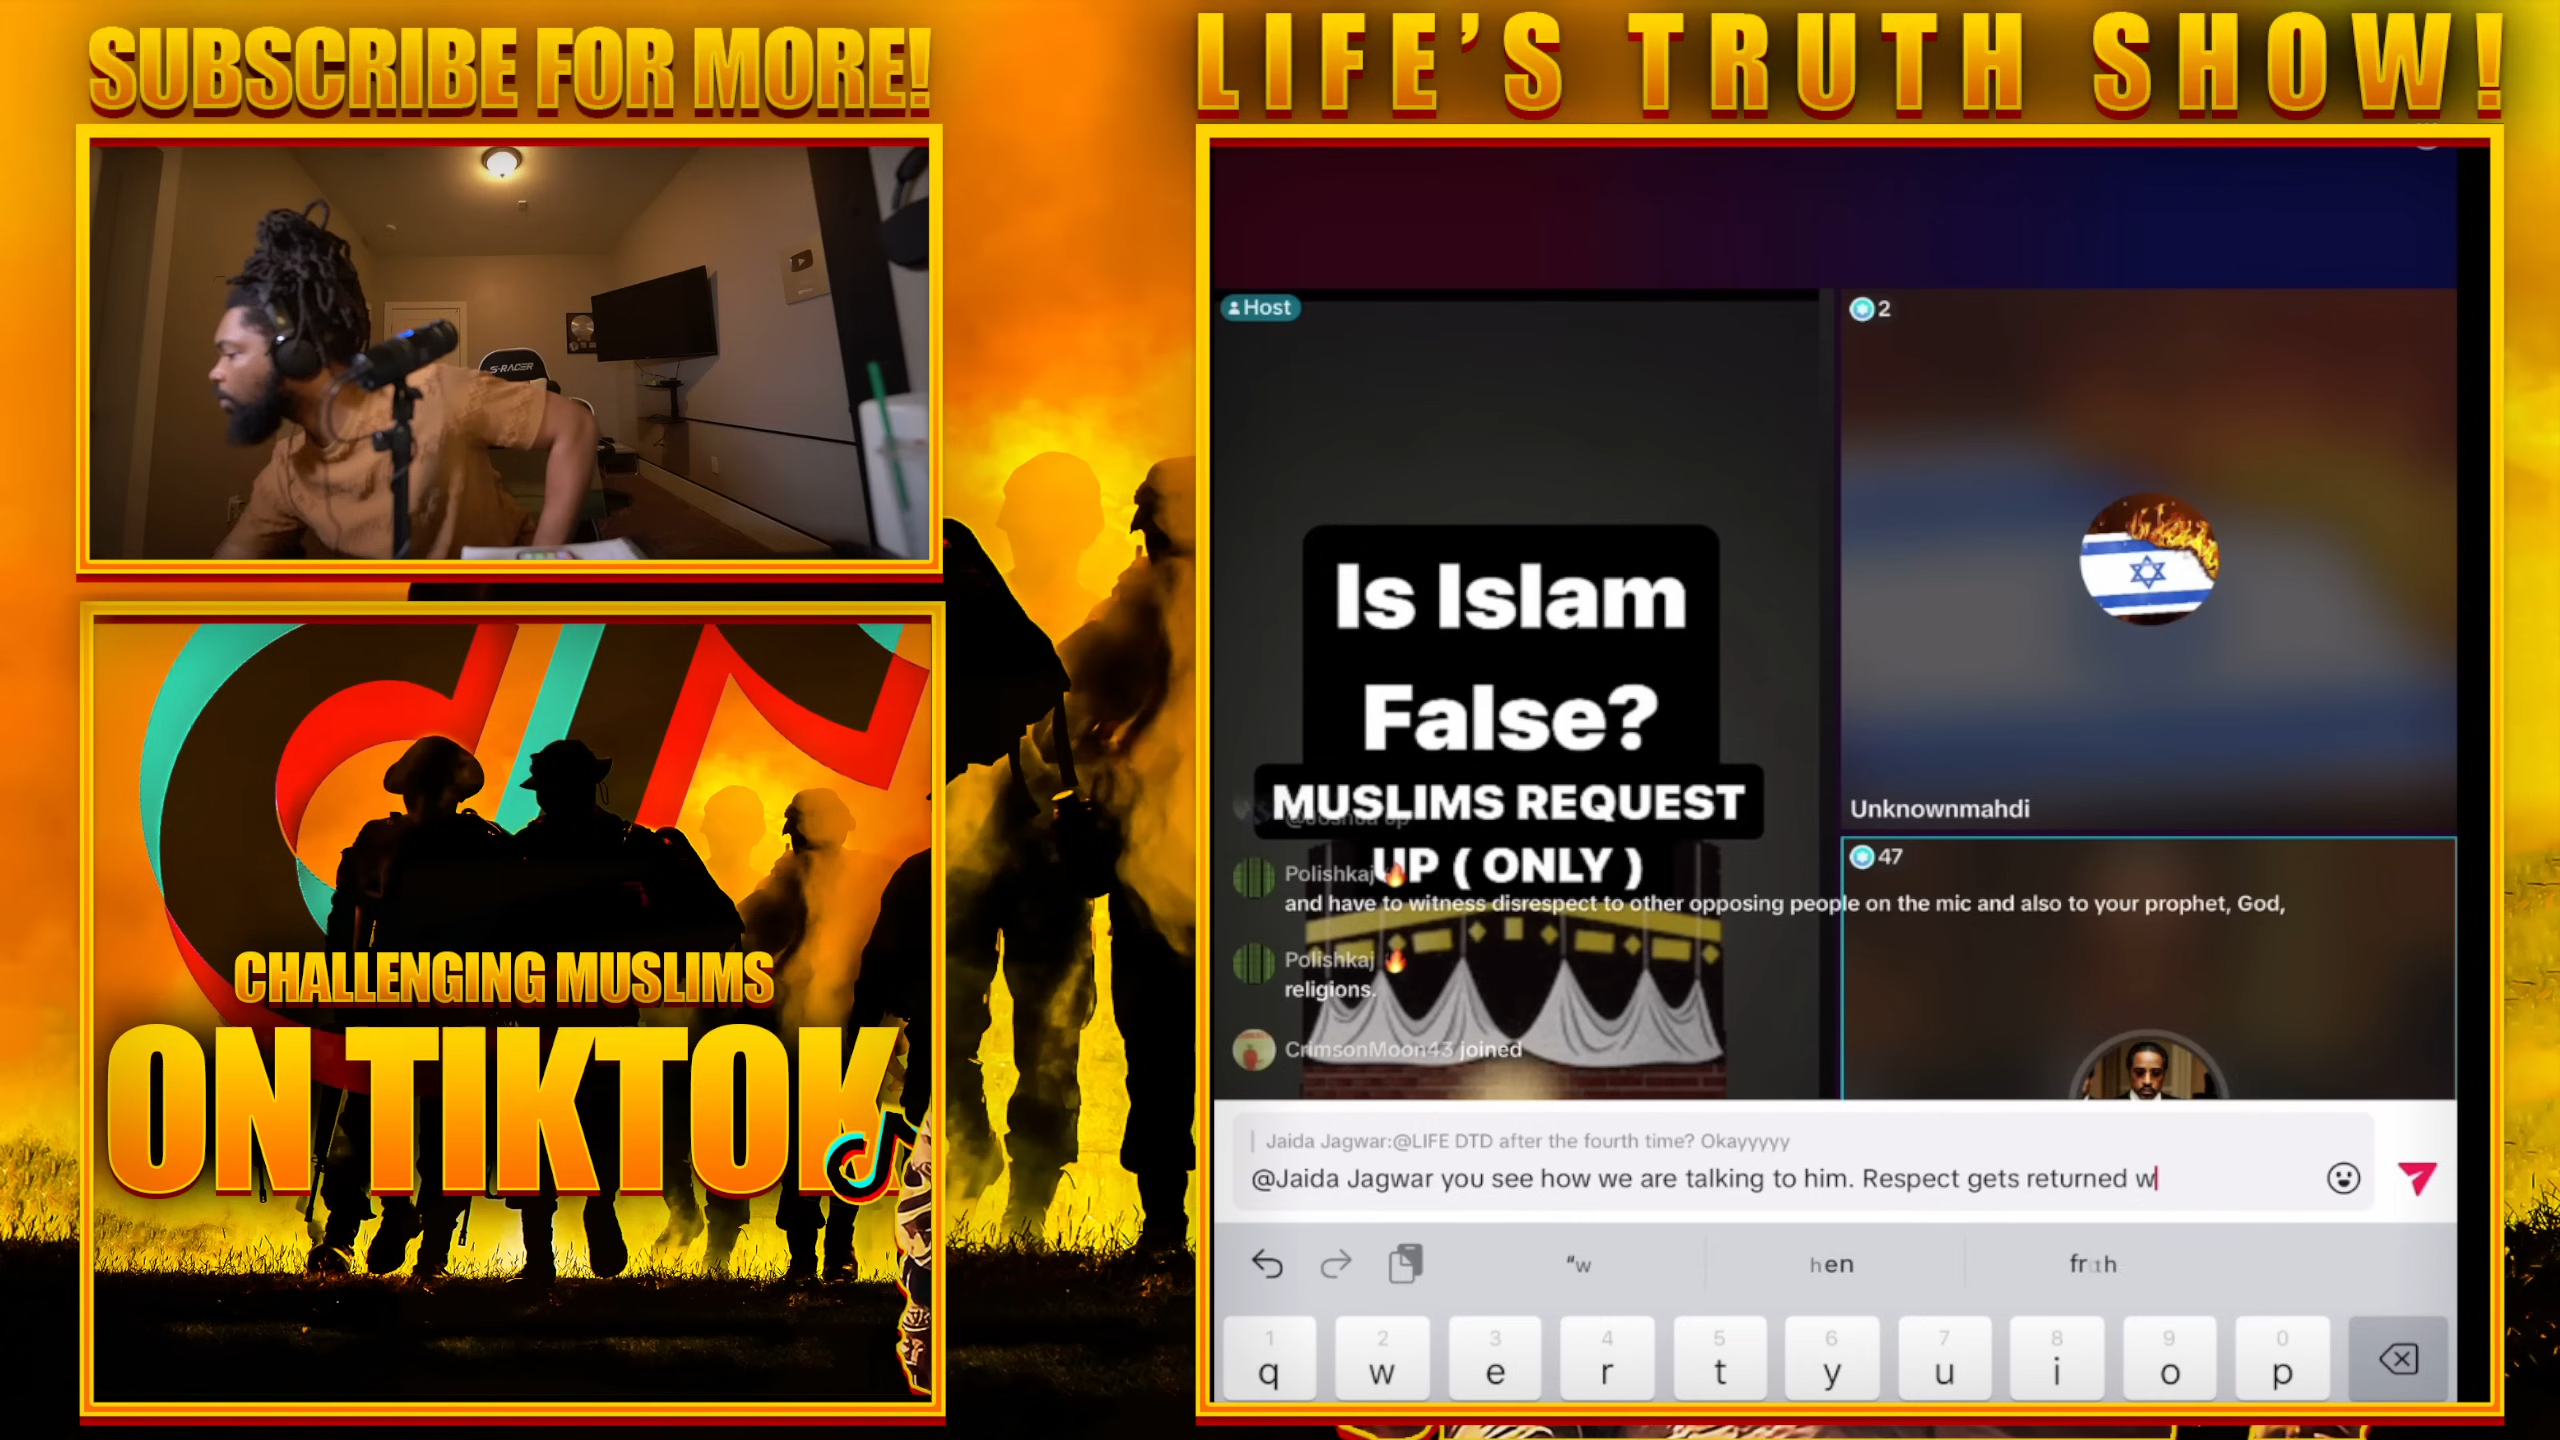 SUBSCRIBE FOR MORE!
LIFE'S TRUTH SHOW!
S-RACER
CHALLENGING MUSLIMS
ON TIKTOK
Host
2
Is Islam
False?
MUSLIMS REQUEST
UP ( ONLY )
Unknownmahdi
47
Polishkaj 🔥
and have to witness disrespect to other opposing people on the mic and also to your prophet, God,
Polishkaj 🔥
religions.
CrimsonMoon43 joined
Jaida Jagwar:@LIFE DTD after the fourth time? Okayyyyy
@Jaida Jagwar you see how we are talking to him. Respect gets returned w
"w
1 2 3 4 5 6 7 8 9 0
q w e r t y u i o p